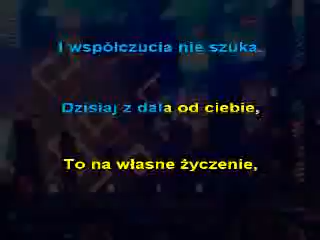 I współczucia nie szuka.
Dzisiaj z dala od ciebie,
To na własne życzenie,